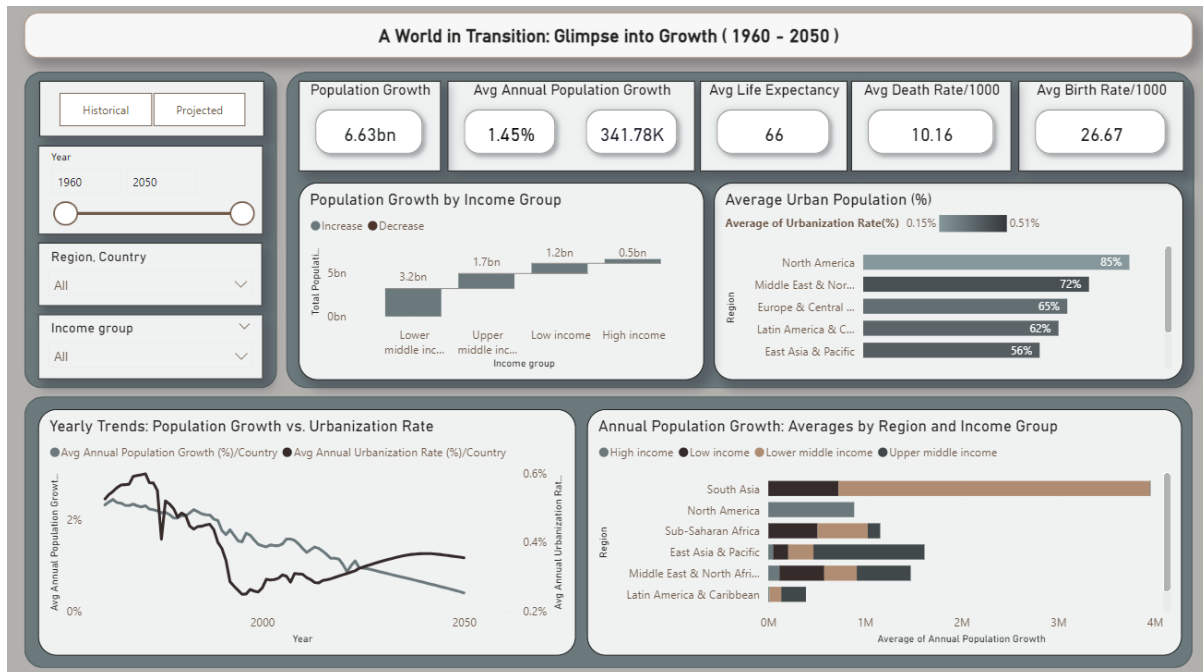 A World in Transition: Glimpse into Growth ( 1960 - 2050 )
Historical
Projected
Year
1960
2050
Region, Country
All
Income group
All
Population Growth
6.63bn
Avg Annual Population Growth
1.45%
341.78K
Avg Life Expectancy
66
Avg Death Rate/1000
10.16
Avg Birth Rate/1000
26.67
Population Growth by Income Group
Increase
Decrease
Total Populati..
5bn
0bn
3.2bn
1.7bn
1.2bn
0.5bn
Lower
middle inc...
Upper
middle inc...
Low income
High income
Income group
Average Urban Population (%)
Average of Urbanization Rate(%)
0.15%
0.51%
Region
North America
85%
Middle East & Nor...
72%
Europe & Central ...
65%
Latin America & C...
62%
East Asia & Pacific
56%
Yearly Trends: Population Growth vs. Urbanization Rate
Avg Annual Population Growth (%)/Country
Avg Annual Urbanization Rate (%)/Country
Avg Annual Population Growt..
2%
0%
0.6%
0.4%
0.2%
Avg Annual Urbanization Rat..
2000
2050
Year
Annual Population Growth: Averages by Region and Income Group
High income
Low income
Lower middle income
Upper middle income
Region
South Asia
North America
Sub-Saharan Africa
East Asia & Pacific
Middle East & North Afri...
Latin America & Caribbean
0M
1M
2M
3M
4M
Average of Annual Population Growth